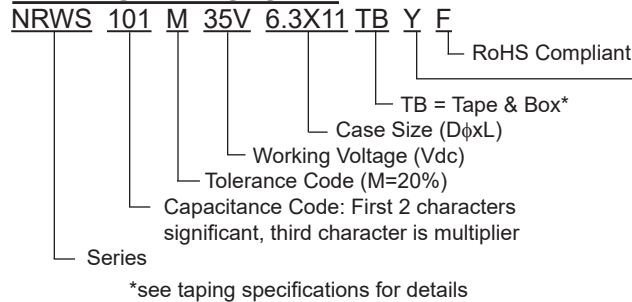 NRWS 101 M 35V 6.3X11 TB Y F
RoHS Compliant
TB = Tape & Box*
Case Size (DϕxL)
Working Voltage (Vdc)
Tolerance Code (M=20%)
Capacitance Code: First 2 characters
significant, third character is multiplier
Series
*see taping specifications for details